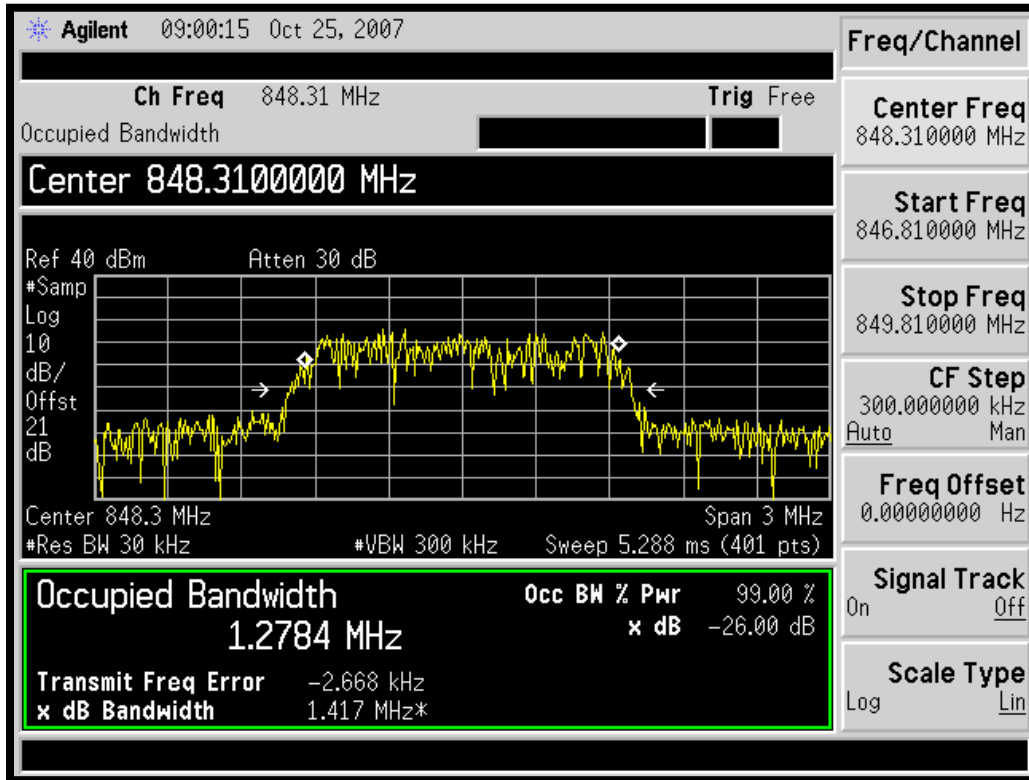 Agilent 09:00:15 Oct 25, 2007
Ch Freq 848.31 MHz Trig Free
Occupied Bandwidth
Center 848.3100000 MHz
Ref 40 dBm Atten 30 dB
#Samp
Log
10
dB/
Offst
21
dB
Center 848.3 MHz Span 3 MHz
#Res BW 30 kHz #VBW 300 kHz Sweep 5.288 ms (401 pts)
Occupied Bandwidth Occ BW % Pwr 99.00 %
1.2784 MHz x dB -26.00 dB
Transmit Freq Error -2.668 kHz
x dB Bandwidth 1.417 MHz*
Freq/Channel
Center Freq
848.310000 MHz
Start Freq
846.810000 MHz
Stop Freq
849.810000 MHz
CF Step
300.000000 kHz
Auto Man
Freq Offset
0.00000000 Hz
Signal Track
On Off
Scale Type
Log Lin